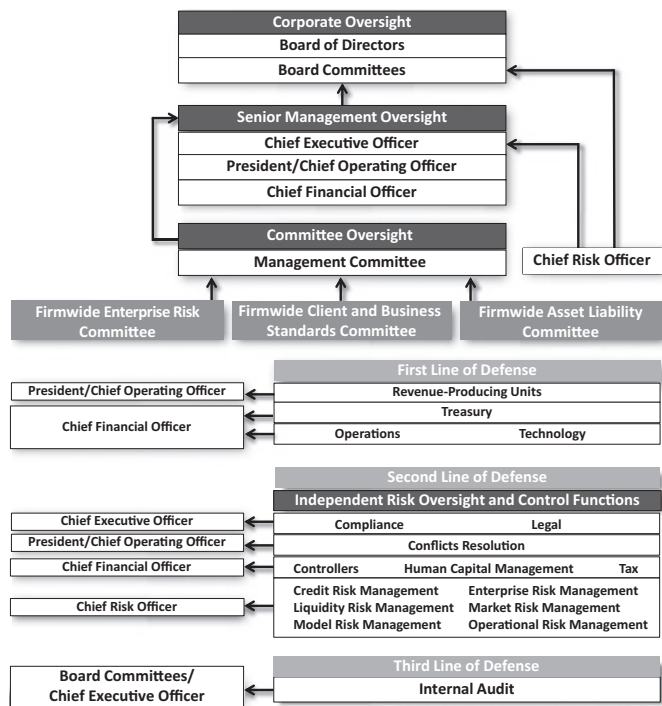 Corporate Oversight
Board of Directors
Board Committees
Senior Management Oversight
Chief Executive Officer
President/Chief Operating Officer
Chief Financial Officer
Committee Oversight
Management Committee
Chief Risk Officer
Firmwide Enterprise Risk
Committee
Firmwide Client and Business
Standards Committee
Firmwide Asset Liability
Committee
First Line of Defense
President/Chief Operating Officer
Revenue-Producing Units
Chief Financial Officer
Treasury
Operations Technology
Second Line of Defense
Independent Risk Oversight and Control Functions
Chief Executive Officer
Compliance Legal
President/Chief Operating Officer
Conflicts Resolution
Chief Financial Officer
Controllers Human Capital Management Tax
Chief Risk Officer
Credit Risk Management Enterprise Risk Management
Liquidity Risk Management Market Risk Management
Model Risk Management Operational Risk Management
Third Line of Defense
Board Committees/
Chief Executive Officer
Internal Audit